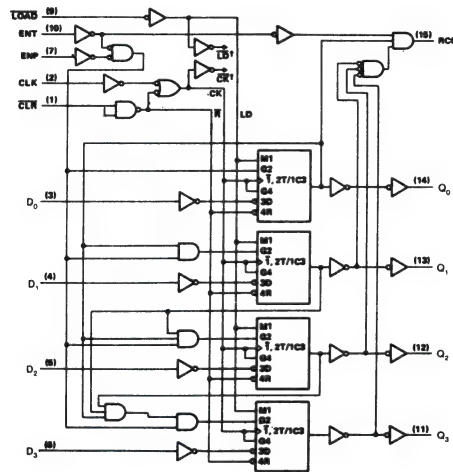 LOAD (9)
ENT (10)
(15) RCO
ENP (7)
LD†
CLK (2)
CK†
CLR (1)
CK
R
LD
M1
G2
1, 2T/1C3
G4
3D
4R
D0 (3)
(14) Q0
M1
G2
1, 2T/1C3
G4
3D
4R
D1 (4)
(13) Q1
M1
G2
1, 2T/1C3
G4
3D
4R
D2 (5)
(12) Q2
M1
G2
1, 2T/1C3
G4
3D
4R
D3 (6)
(11) Q3